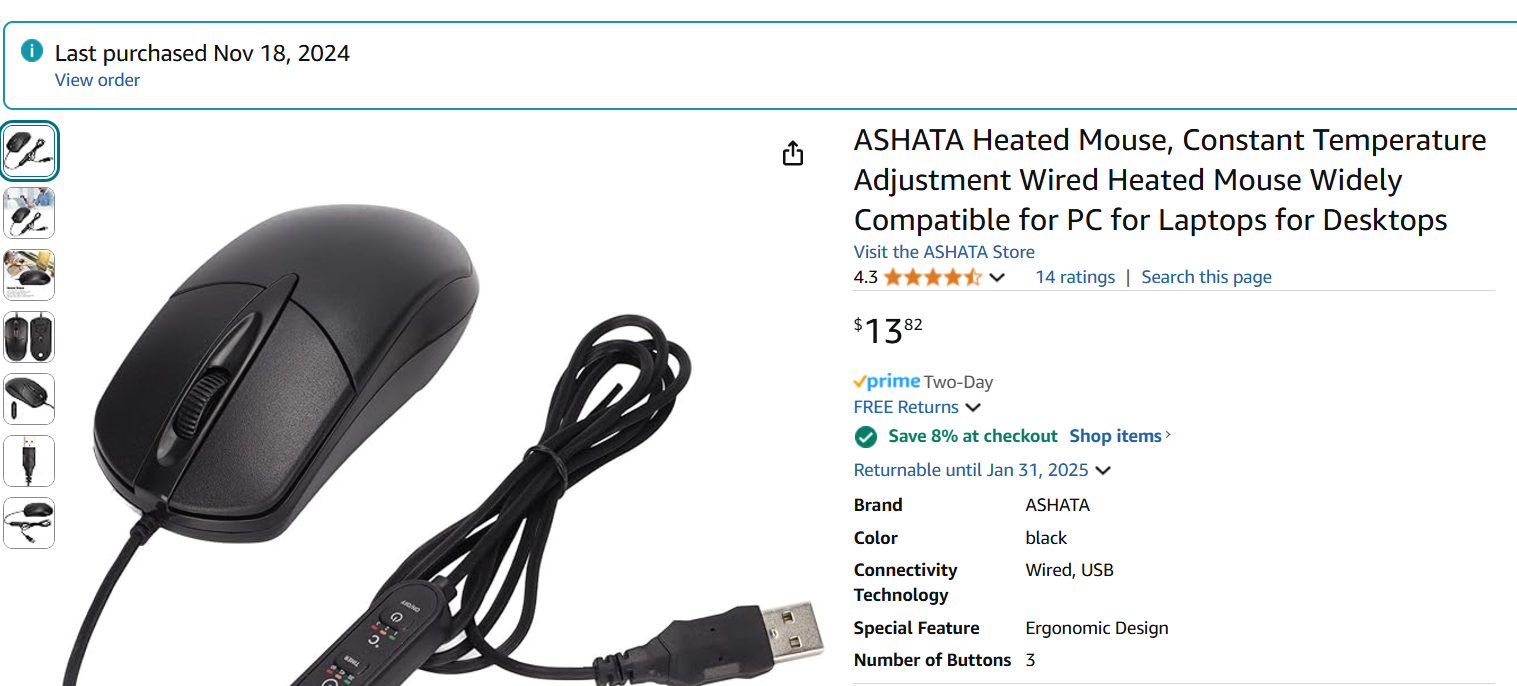 Last purchased Nov 18, 2024
View order
ASHATA Heated Mouse, Constant Temperature
Adjustment Wired Heated Mouse Widely
Compatible for PC for Laptops for Desktops
Visit the ASHATA Store
4.3
14 ratings | Search this page
$13.82
prime Two-Day
FREE Returns
Save 8% at checkout Shop items ›
Returnable until Jan 31, 2025
Brand ASHATA
Color black
Connectivity Technology Wired, USB
Special Feature Ergonomic Design
Number of Buttons 3
ON/OFF
°C
TIMER